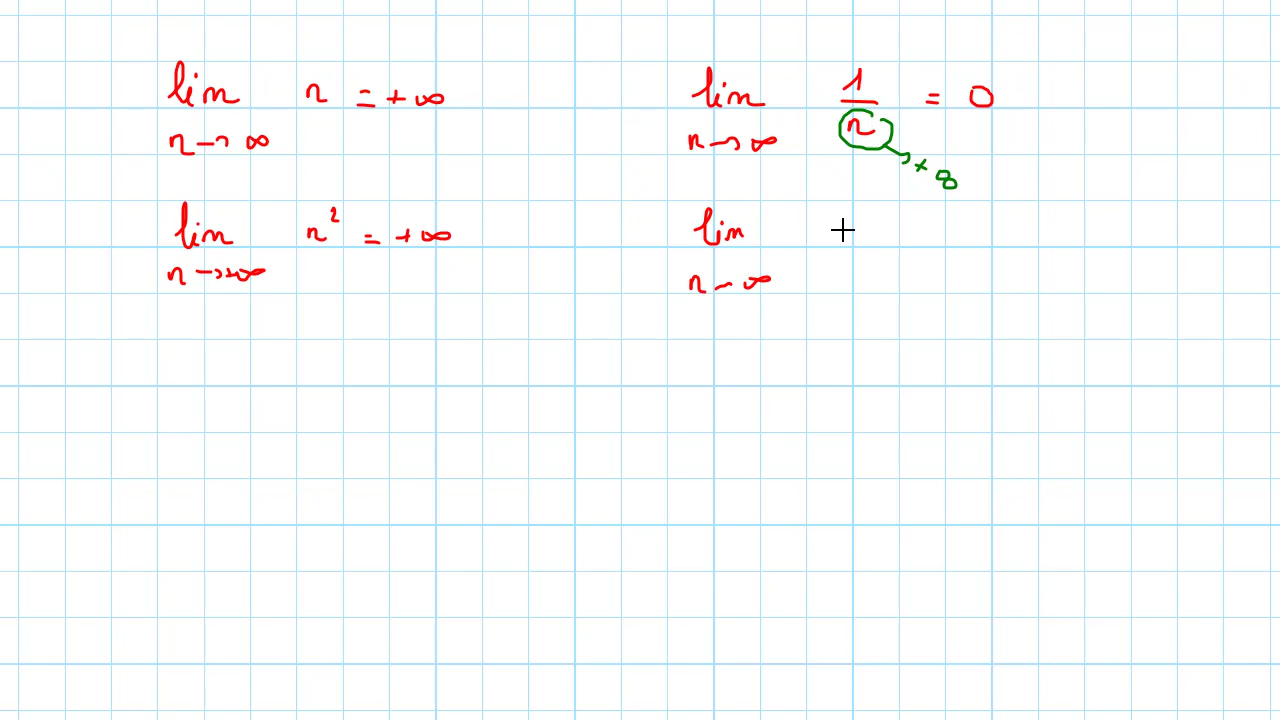 lim n = +∞
n→∞
lim 1/n = 0
n→∞ → +∞
lim n² = +∞
n→+∞
lim
n→∞